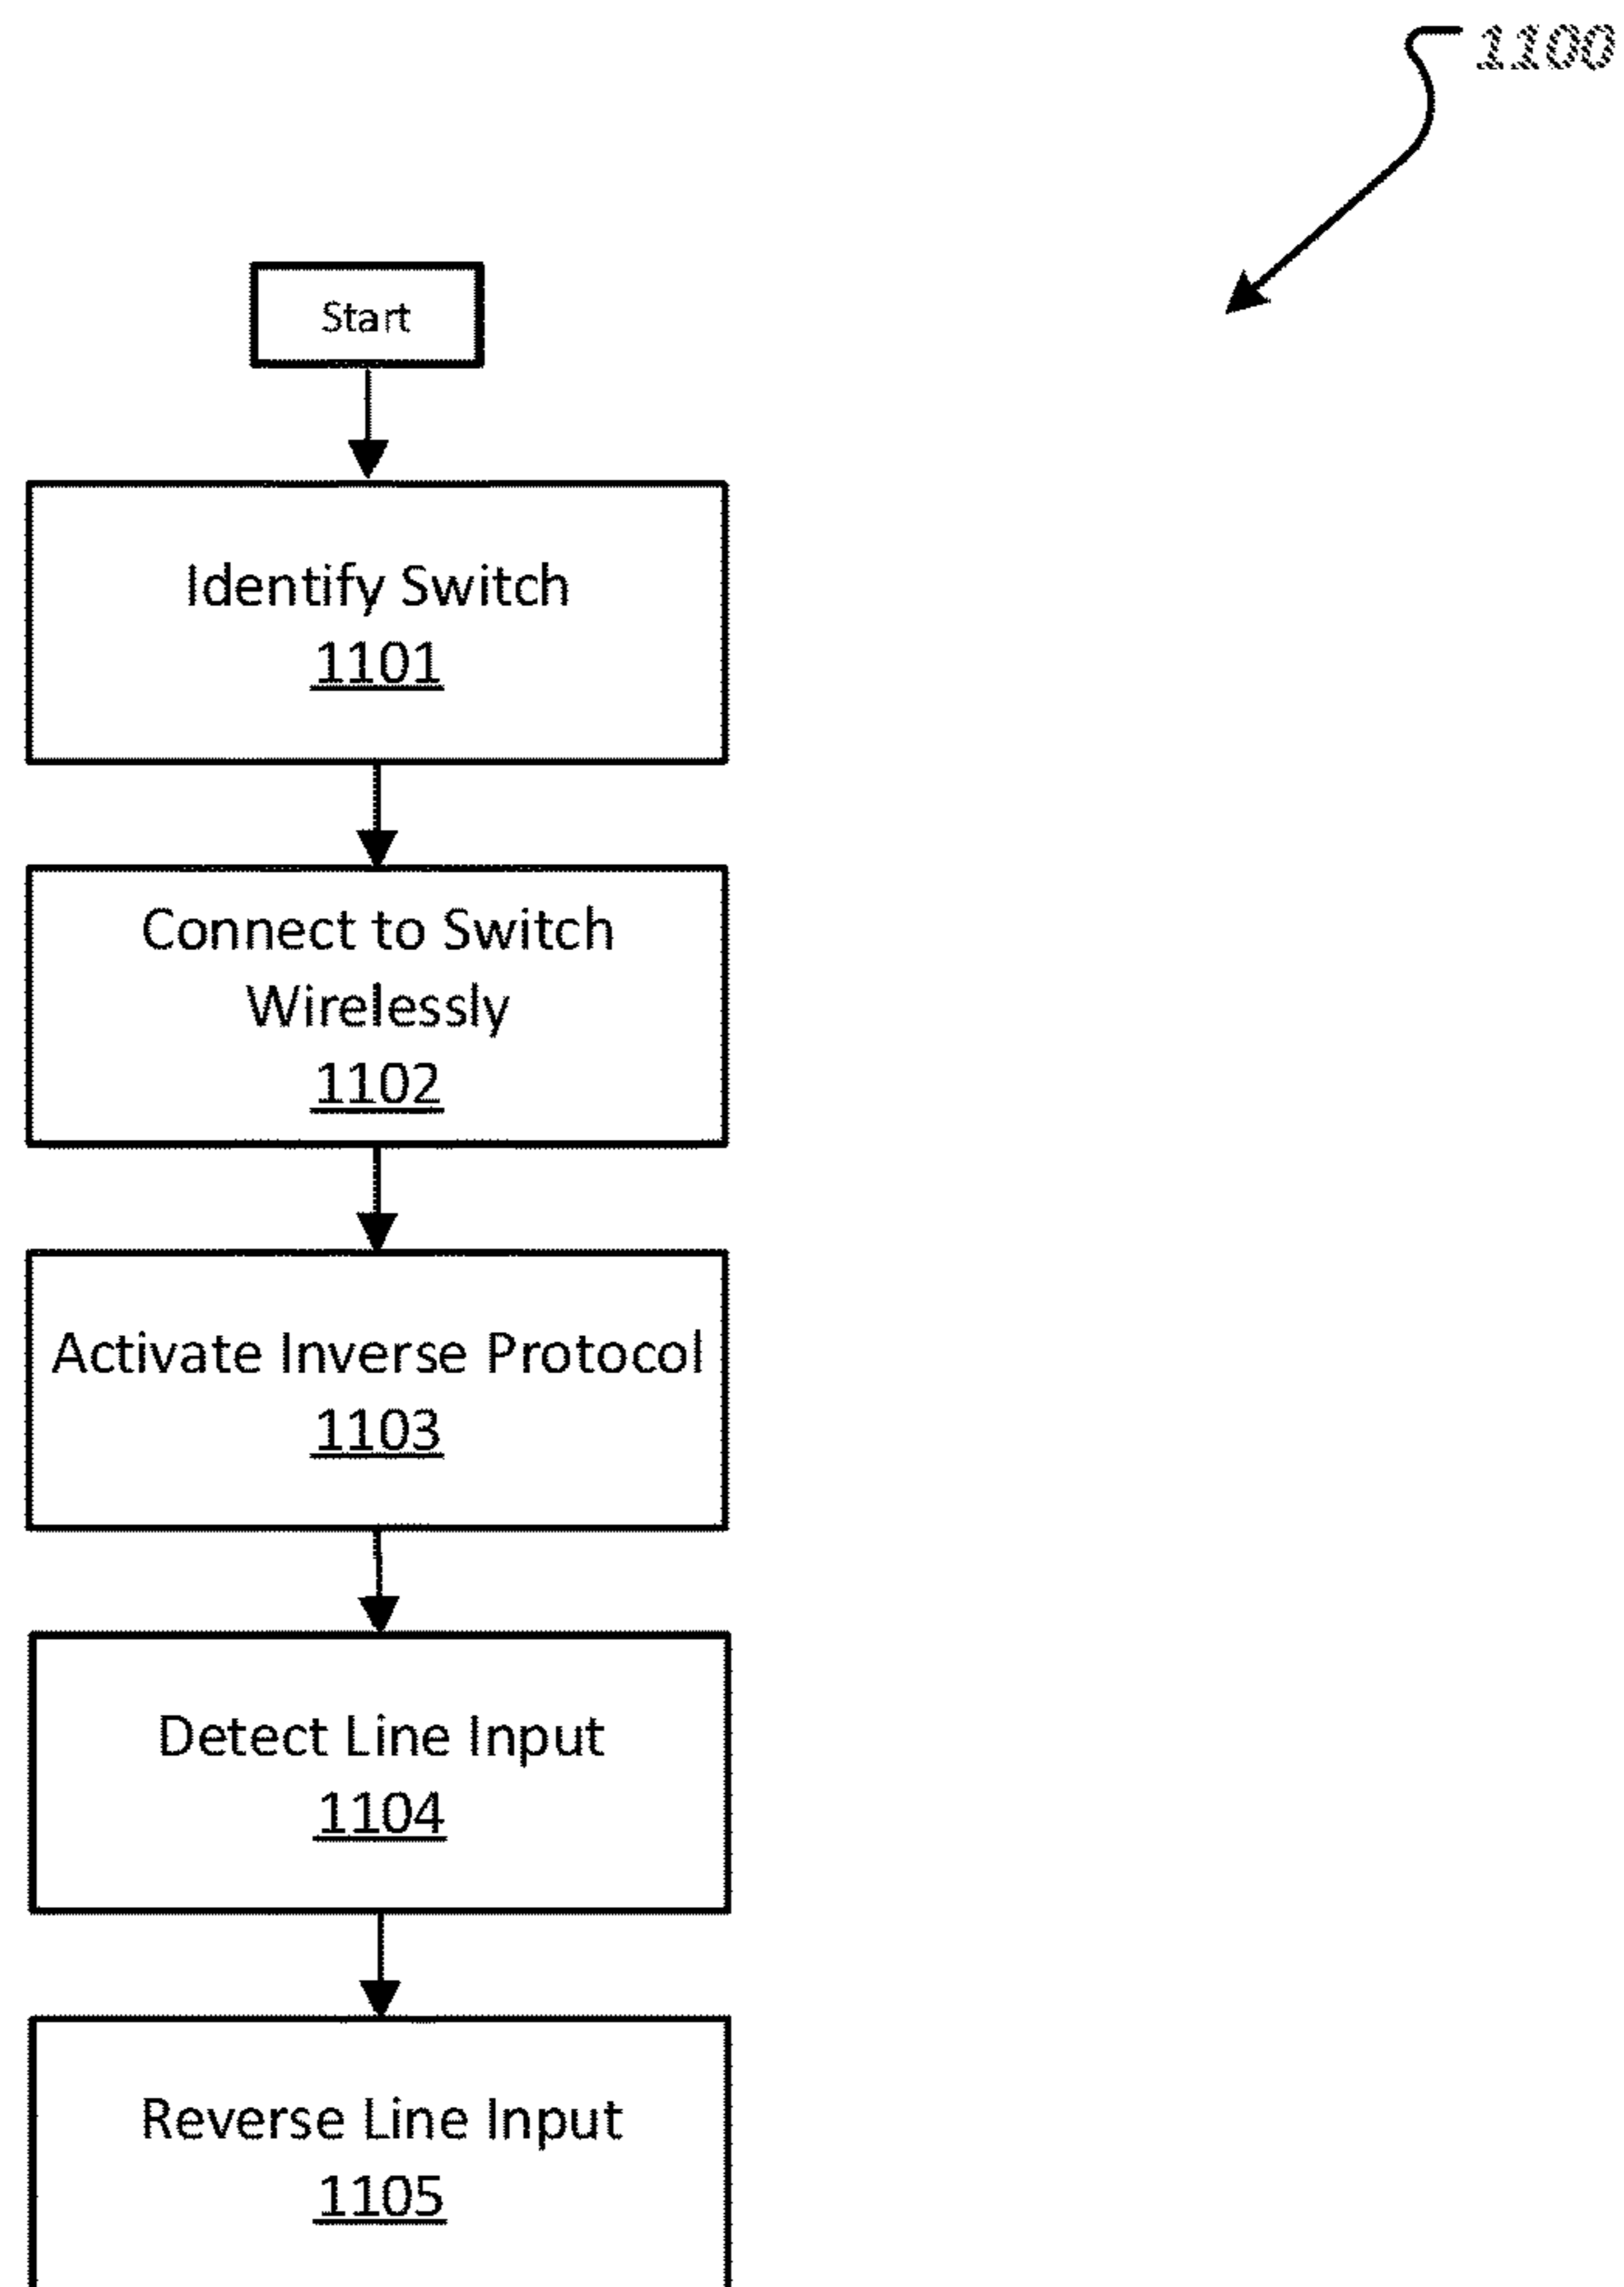 1100
Start
Identify Switch
1101
Connect to Switch
Wirelessly
1102
Activate Inverse Protocol
1103
Detect Line Input
1104
Reverse Line Input
1105